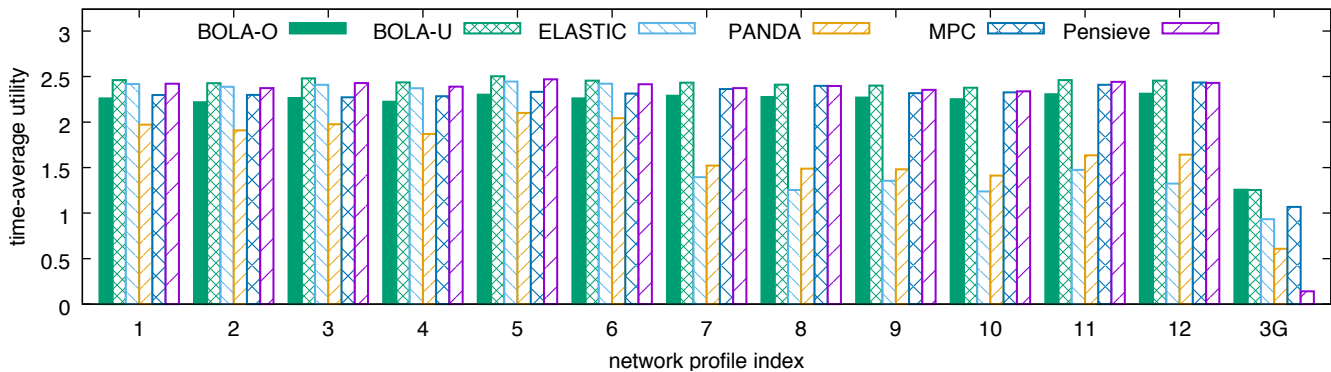 BOLA-O BOLA-U ELASTIC PANDA MPC Pensieve
3
2.5
2
1.5
1
0.5
0
time-average utility
1 2 3 4 5 6 7 8 9 10 11 12 3G
network profile index